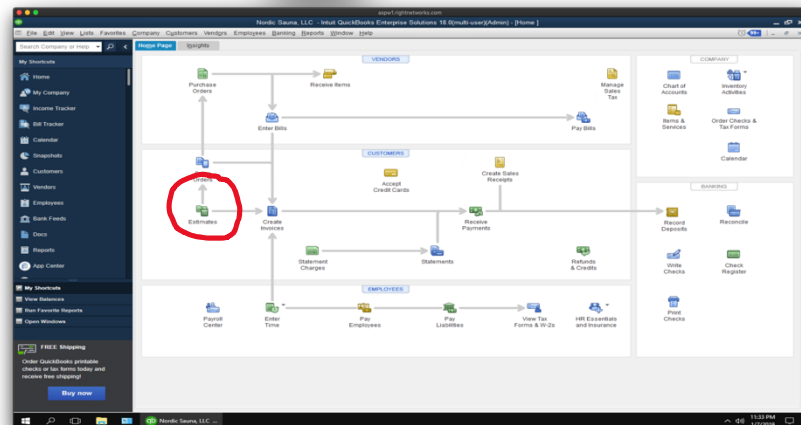 aspw1.rightnetworks.com
Nordic Sauna, LLC - Intuit QuickBooks Enterprise Solutions 18.0(multi-user)(Admin) - [Home ]
File Edit View Lists Favorites Company Customers Vendors Employees Banking Reports Window Help
99+
Search Company or Help
Home Page
Insights
My Shortcuts
Home
My Company
Income Tracker
Bill Tracker
Calendar
Snapshots
Customers
Vendors
Employees
Bank Feeds
Docs
Reports
App Center
My Shortcuts
View Balances
Run Favorite Reports
Open Windows
FREE Shipping
Order QuickBooks printable
checks or tax forms today and
receive free shipping!
Buy now
VENDORS
Purchase
Orders
Receive Items
Manage
Sales
Tax
Enter Bills
Pay Bills
CUSTOMERS
Orders
Accept
Credit Cards
Create Sales
Receipts
Estimates
Create
Invoices
Receive
Payments
Statement
Charges
Statements
Refunds
& Credits
EMPLOYEES
Payroll
Center
Enter
Time
Pay
Employees
Pay
Liabilities
View Tax
Forms & W-2s
HR Essentials
and Insurance
COMPANY
Chart of
Accounts
Inventory
Activities
Items &
Services
Order Checks &
Tax Forms
Calendar
BANKING
Record
Deposits
Reconcile
Write
Checks
Check
Register
Print
Checks
Nordic Sauna, LLC ...
11:33 PM